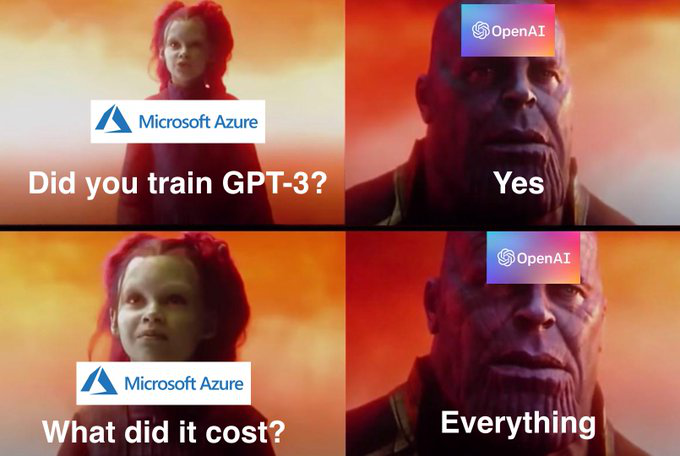 OpenAI
Microsoft Azure
Did you train GPT-3?
Yes
OpenAI
Microsoft Azure
What did it cost?
Everything